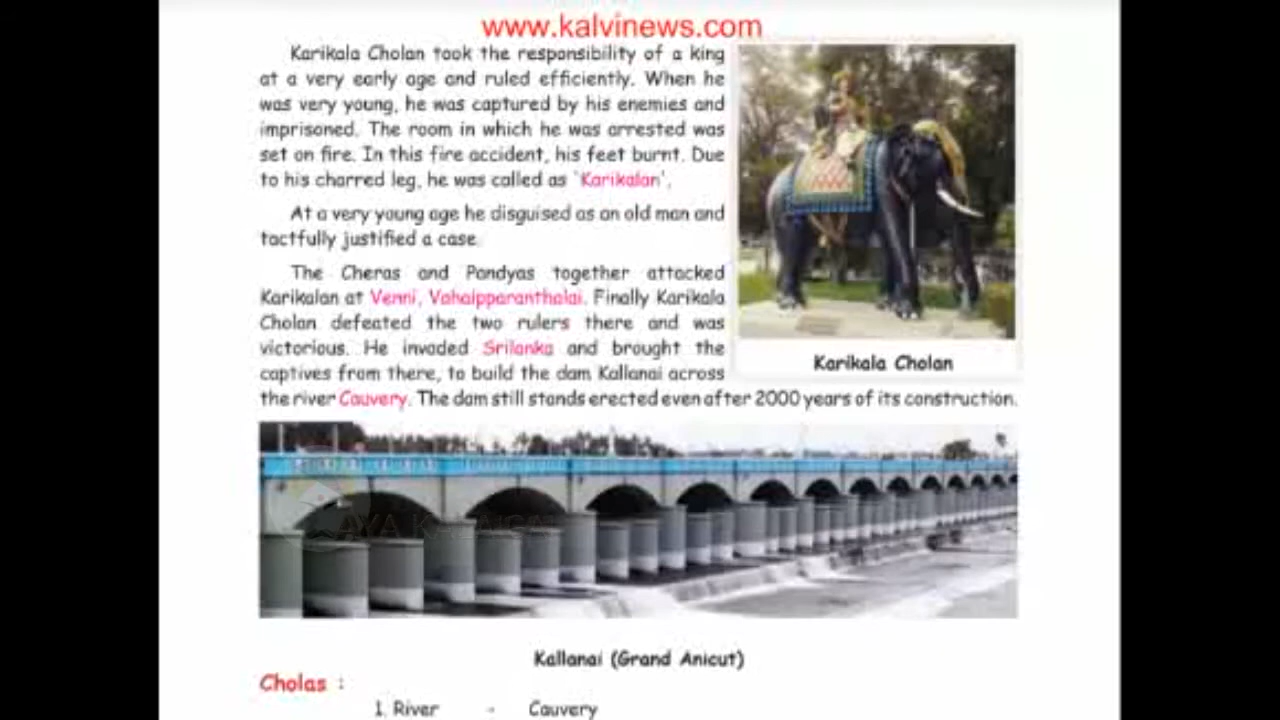 www.kalvinews.com
Karikala Cholan took the responsibility of a king
at a very early age and ruled efficiently. When he
was very young, he was captured by his enemies and
imprisoned. The room in which he was arrested was
set on fire. In this fire accident, his feet burnt. Due
to his charred leg, he was called as 'Karikalan'.
At a very young age he disguised as an old man and
tactfully justified a case.
The Cheras and Pandyas together attacked
Karikalan at Venni, Vahaipparanthalai. Finally Karikala
Cholan defeated the two rulers there and was
victorious. He invaded Srilanka and brought the
captives from there, to build the dam Kallanai across
the river Cauvery. The dam still stands erected even after 2000 years of its construction.
Karikala Cholan
Kallanai (Grand Anicut)
Cholas :
1. River - Cauvery